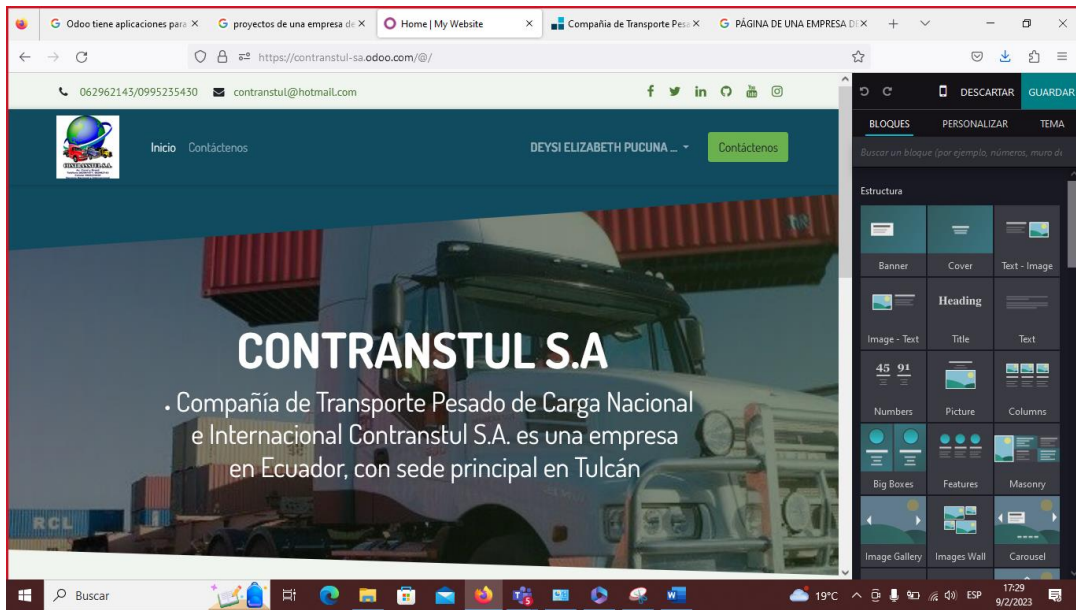 Odoo tiene aplicaciones para
proyectos de una empresa de
Home | My Website
Compañia de Transporte Pesa
PÁGINA DE UNA EMPRESA DE
https://contranstul-sa.odoo.com/@/
062962143/0995235430
contranstul@hotmail.com
DESCARTAR
GUARDAR
BLOQUES
PERSONALIZAR
TEMA
Buscar un bloque (por ejemplo, números, muro de
CONTRANSTUL S.A.
Inicio
Contáctenos
DEYSI ELIZABETH PUCUNA ...
Contáctenos
Estructura
Banner
Cover
Text - Image
Heading
Image - Text
Title
Text
45 91
Numbers
Picture
Columns
Big Boxes
Features
Masonry
Image Gallery
Images Wall
Carousel
CONTRANSTUL S.A
. Compañía de Transporte Pesado de Carga Nacional
e Internacional Contranstul S.A. es una empresa
en Ecuador, con sede principal en Tulcán
RCL
Buscar
19°C
ESP
17:29
9/2/2023